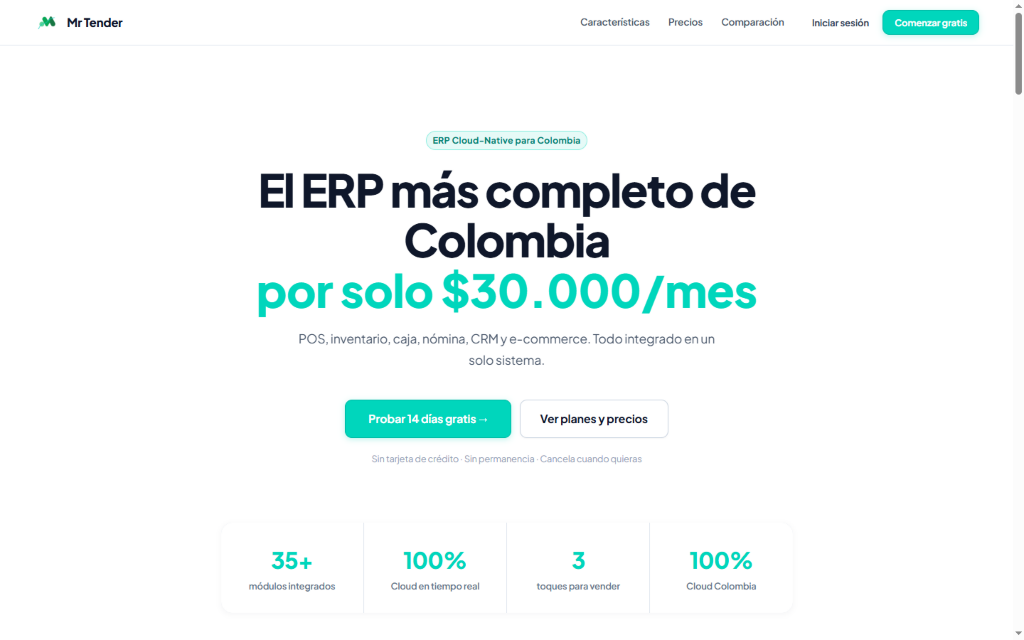 Mr Tender
Características
Precios
Comparación
Iniciar sesión
Comenzar gratis
ERP Cloud-Native para Colombia
El ERP más completo de
Colombia
por solo $30.000/mes
POS, inventario, caja, nómina, CRM y e-commerce. Todo integrado en un
solo sistema.
Probar 14 días gratis →
Ver planes y precios
Sin tarjeta de crédito · Sin permanencia · Cancela cuando quieras
35+
módulos integrados
100%
Cloud en tiempo real
3
toques para vender
100%
Cloud Colombia